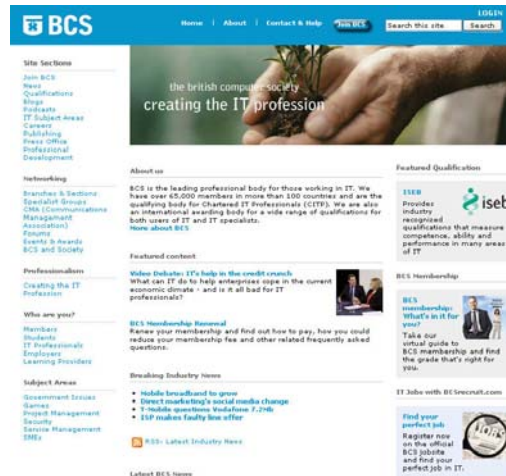 BCS
Home | About | Contact & Help
Join BCS
LOGIN
Search this site
Search
the british computer society
creating the IT profession
Site Sections
Join BCS
News
Qualifications
Blogs
Podcasts
IT Subject Areas
Careers
Publishing
Press Office
Professional
Development
Networking
Branches & Sections
Specialist Groups
CMA (Communications
Management
Association)
Forums
Events & Awards
BCS and Society
Professionalism
Creating the IT
Profession
Who are you?
Members
Students
IT Professionals
Employers
Learning Providers
Subject Areas
Government Issues
Games
Project Management
Security
Service Management
SMEs
About us
BCS is the leading professional body for those working in IT. We
have over 65,000 members in more than 100 countries and are the
qualifying body for Chartered IT Professionals (CITP). We are also
an international awarding body for a wide range of qualifications for
both users of IT and IT specialists.
More about BCS
Featured content
Video Debate: IT's help in the credit crunch
What can IT do to help enterprises cope in the current
economic climate - and is it all bad for IT
professionals?
BCS Membership Renewal
Renew your membership and find out how to pay, how you could
reduce your membership fee and other related frequently asked
questions.
Breaking Industry News
Mobile broadband to grow
Direct marketing's social media change
T-Mobile questions Vodafone 7.2Mb
ISP makes faulty line offer
RSS: Latest Industry News
Latest BCS News
Featured Qualification
ISEB
Provides
industry
recognized
qualifications that measure
competence, ability and
performance in many areas
of IT
iseb
BCS Membership
BCS
membership:
What's in it for
you?
Take our
virtual guide to
BCS membership and find
the grade that's right for
you.
IT Jobs with BCSrecruit.com
Find your
perfect job
Register now
on the official
BCS jobsite
and find your
perfect job in IT.
JOBS